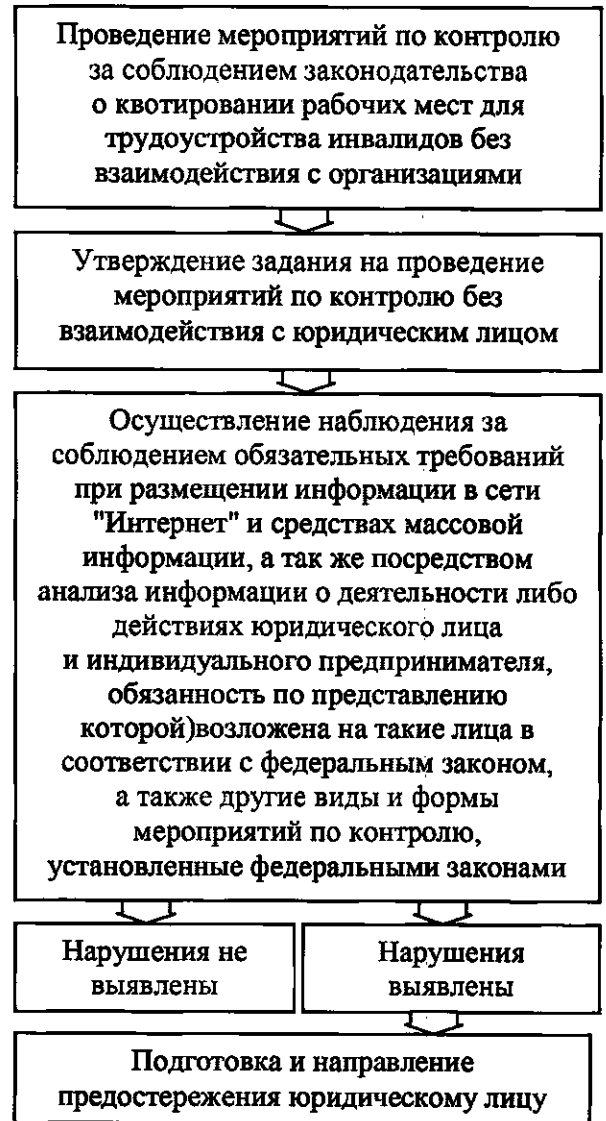 Проведение мероприятий по контролю
за соблюдением законодательства
о квотировании рабочих мест для
трудоустройства инвалидов без
взаимодействия с организациями
Утверждение задания на проведение
мероприятий по контролю без
взаимодействия с юридическим лицом
Осуществление наблюдения за
соблюдением обязательных требований
при размещении информации в сети
"Интернет" и средствах массовой
информации, а так же посредством
анализа информации о деятельности либо
действиях юридического лица
и индивидуального предпринимателя,
обязанность по представлению
которой)возложена на такие лица в
соответствии с федеральным законом,
а также другие виды и формы
мероприятий по контролю,
установленные федеральными законами
Нарушения не
выявлены
Нарушения
выявлены
Подготовка и направление
предостережения юридическому лицу